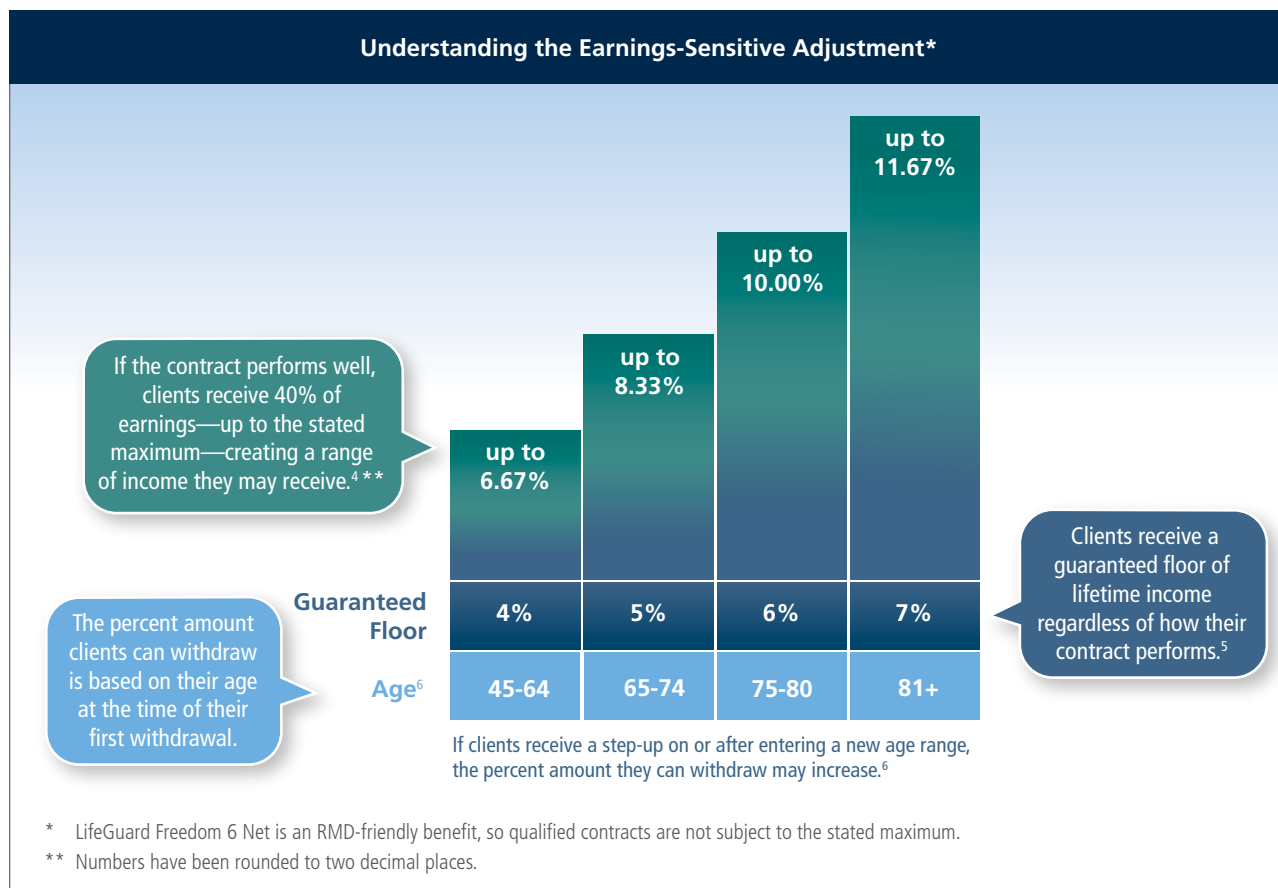 Understanding the Earnings-Sensitive Adjustment*
up to
11.67%
up to
10.00%
up to
8.33%
up to
6.67%
If the contract performs well,
clients receive 40% of
earnings—up to the stated
maximum—creating a range
of income they may receive.4 **
Guaranteed
Floor
4% 5% 6% 7%
Clients receive a
guaranteed floor of
lifetime income
regardless of how their
contract performs.5
The percent amount
clients can withdraw
is based on their age
at the time of their
first withdrawal.
Age6 45-64 65-74 75-80 81+
If clients receive a step-up on or after entering a new age range,
the percent amount they can withdraw may increase.6
* LifeGuard Freedom 6 Net is an RMD-friendly benefit, so qualified contracts are not subject to the stated maximum.
** Numbers have been rounded to two decimal places.